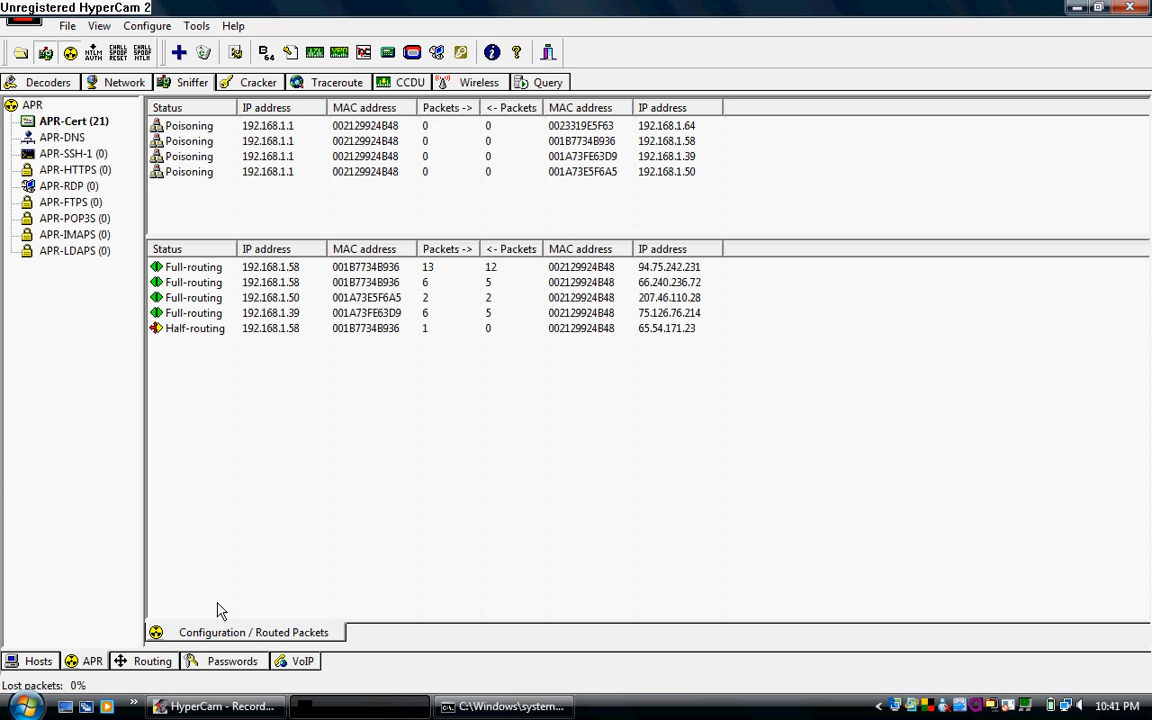 Unregistered HyperCam 2
File View Configure Tools Help
NTLM AUTH CHALL SPOOF RESET CHALL SPOOF NTLM B64
Decoders Network Sniffer Cracker Traceroute CCDU Wireless Query
APR
APR-Cert (21)
APR-DNS
APR-SSH-1 (0)
APR-HTTPS (0)
APR-RDP (0)
APR-FTPS (0)
APR-POP3S (0)
APR-IMAPS (0)
APR-LDAPS (0)
Status IP address MAC address Packets -> <- Packets MAC address IP address
Poisoning 192.168.1.1 002129924B48 0 0 0023319E5F63 192.168.1.64
Poisoning 192.168.1.1 002129924B48 0 0 001B7734B936 192.168.1.58
Poisoning 192.168.1.1 002129924B48 0 0 001A73FE63D9 192.168.1.39
Poisoning 192.168.1.1 002129924B48 0 0 001A73E5F6A5 192.168.1.50
Status IP address MAC address Packets -> <- Packets MAC address IP address
Full-routing 192.168.1.58 001B7734B936 13 12 002129924B48 94.75.242.231
Full-routing 192.168.1.58 001B7734B936 6 5 002129924B48 66.240.236.72
Full-routing 192.168.1.50 001A73E5F6A5 2 2 002129924B48 207.46.110.28
Full-routing 192.168.1.39 001A73FE63D9 6 5 002129924B48 75.126.76.214
Half-routing 192.168.1.58 001B7734B936 1 0 002129924B48 65.54.171.23
Configuration / Routed Packets
Hosts APR Routing Passwords VoIP
Lost packets: 0%
HyperCam - Record... C:\Windows\system... 10:41 PM